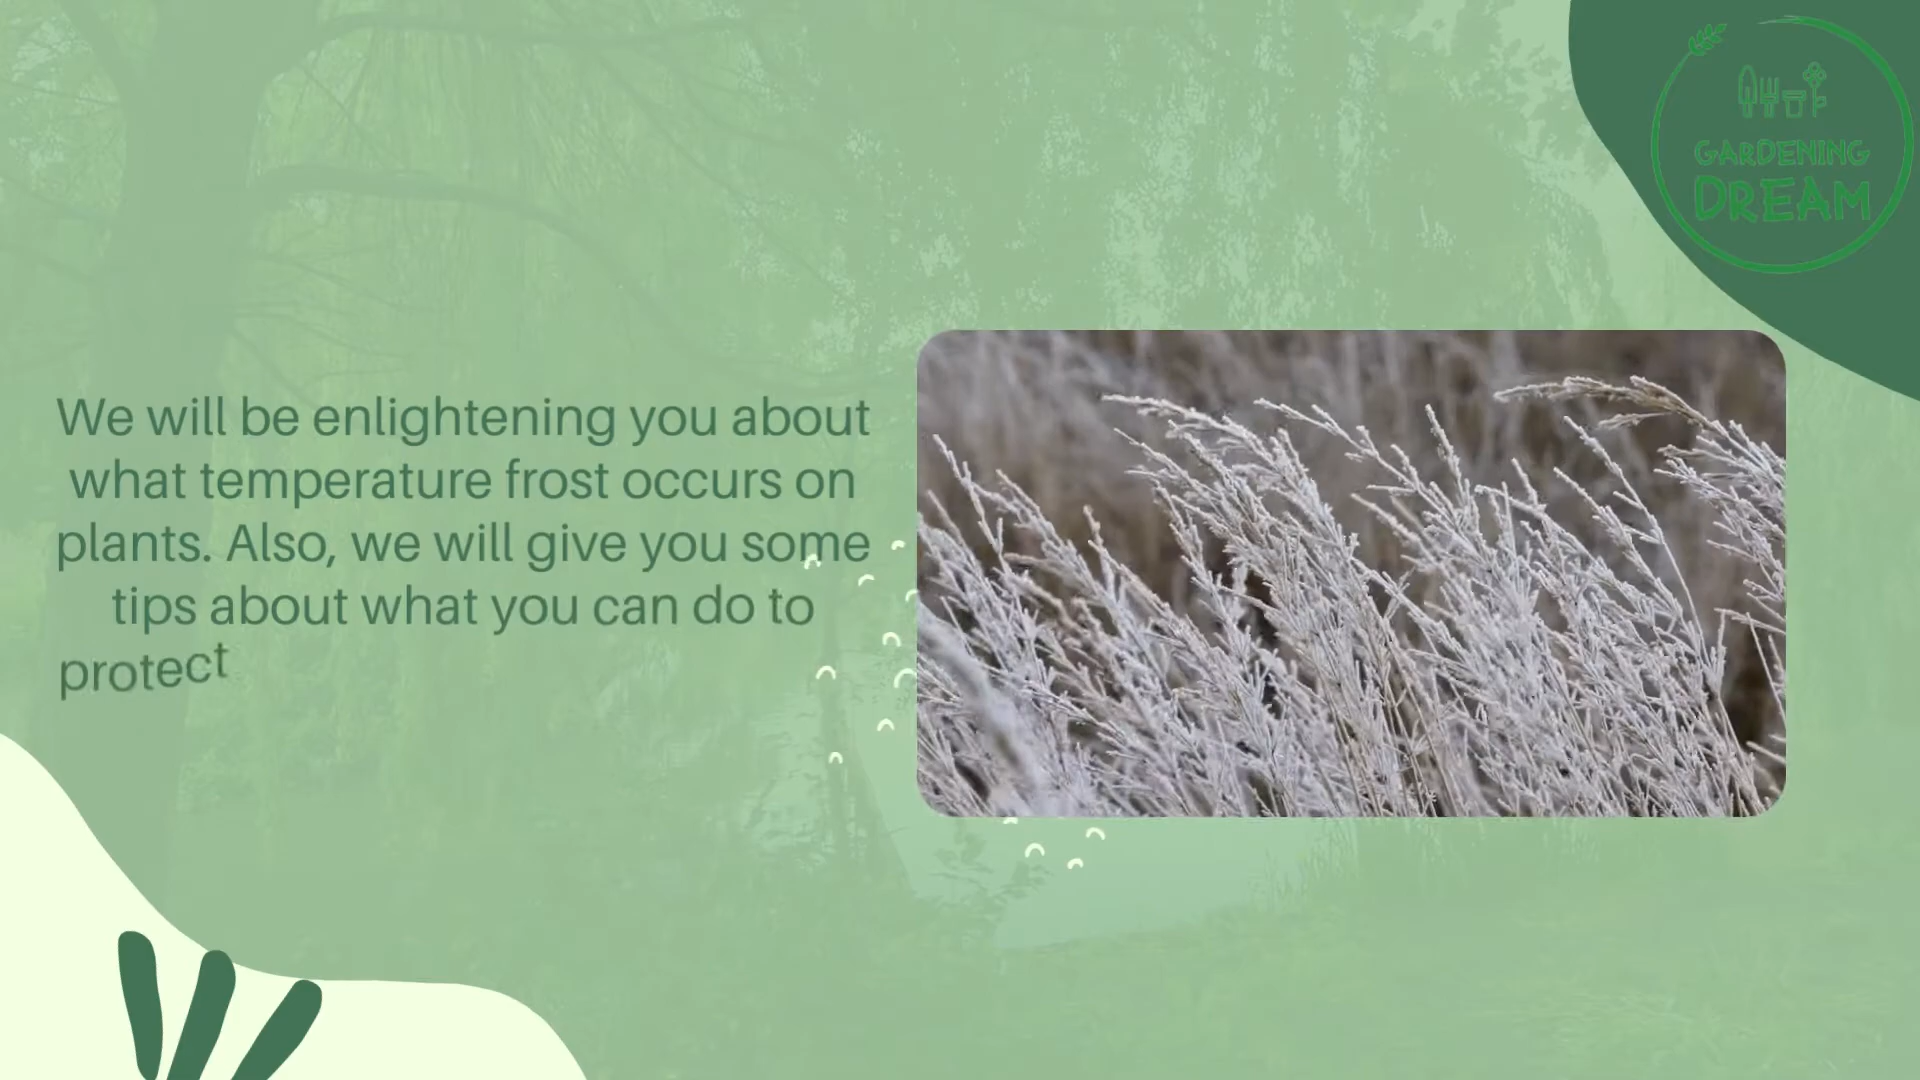 GARDENING
DREAM
We will be enlightening you about
what temperature frost occurs on
plants. Also, we will give you some
tips about what you can do to
protect